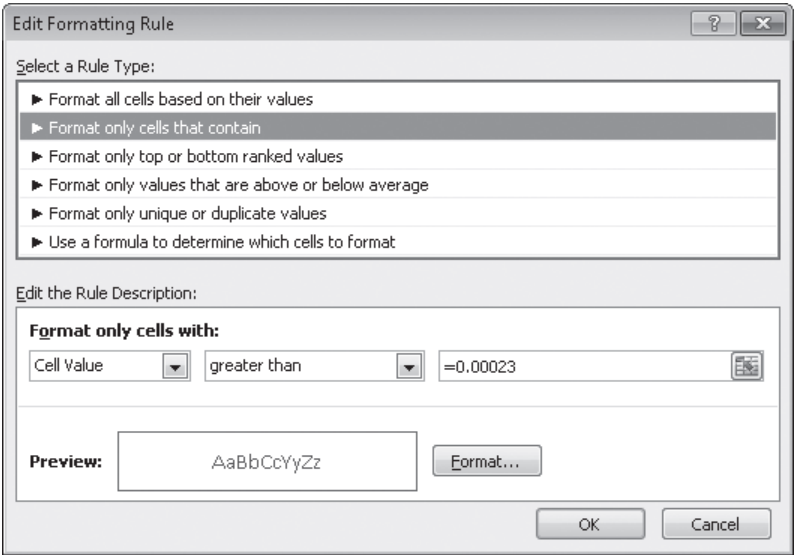 Edit Formatting Rule
?
Select a Rule Type:
► Format all cells based on their values
► Format only cells that contain
► Format only top or bottom ranked values
► Format only values that are above or below average
► Format only unique or duplicate values
► Use a formula to determine which cells to format
Edit the Rule Description:
Format only cells with:
Cell Value greater than =0.00023
Preview: AaBbCcYyZz Format...
OK Cancel